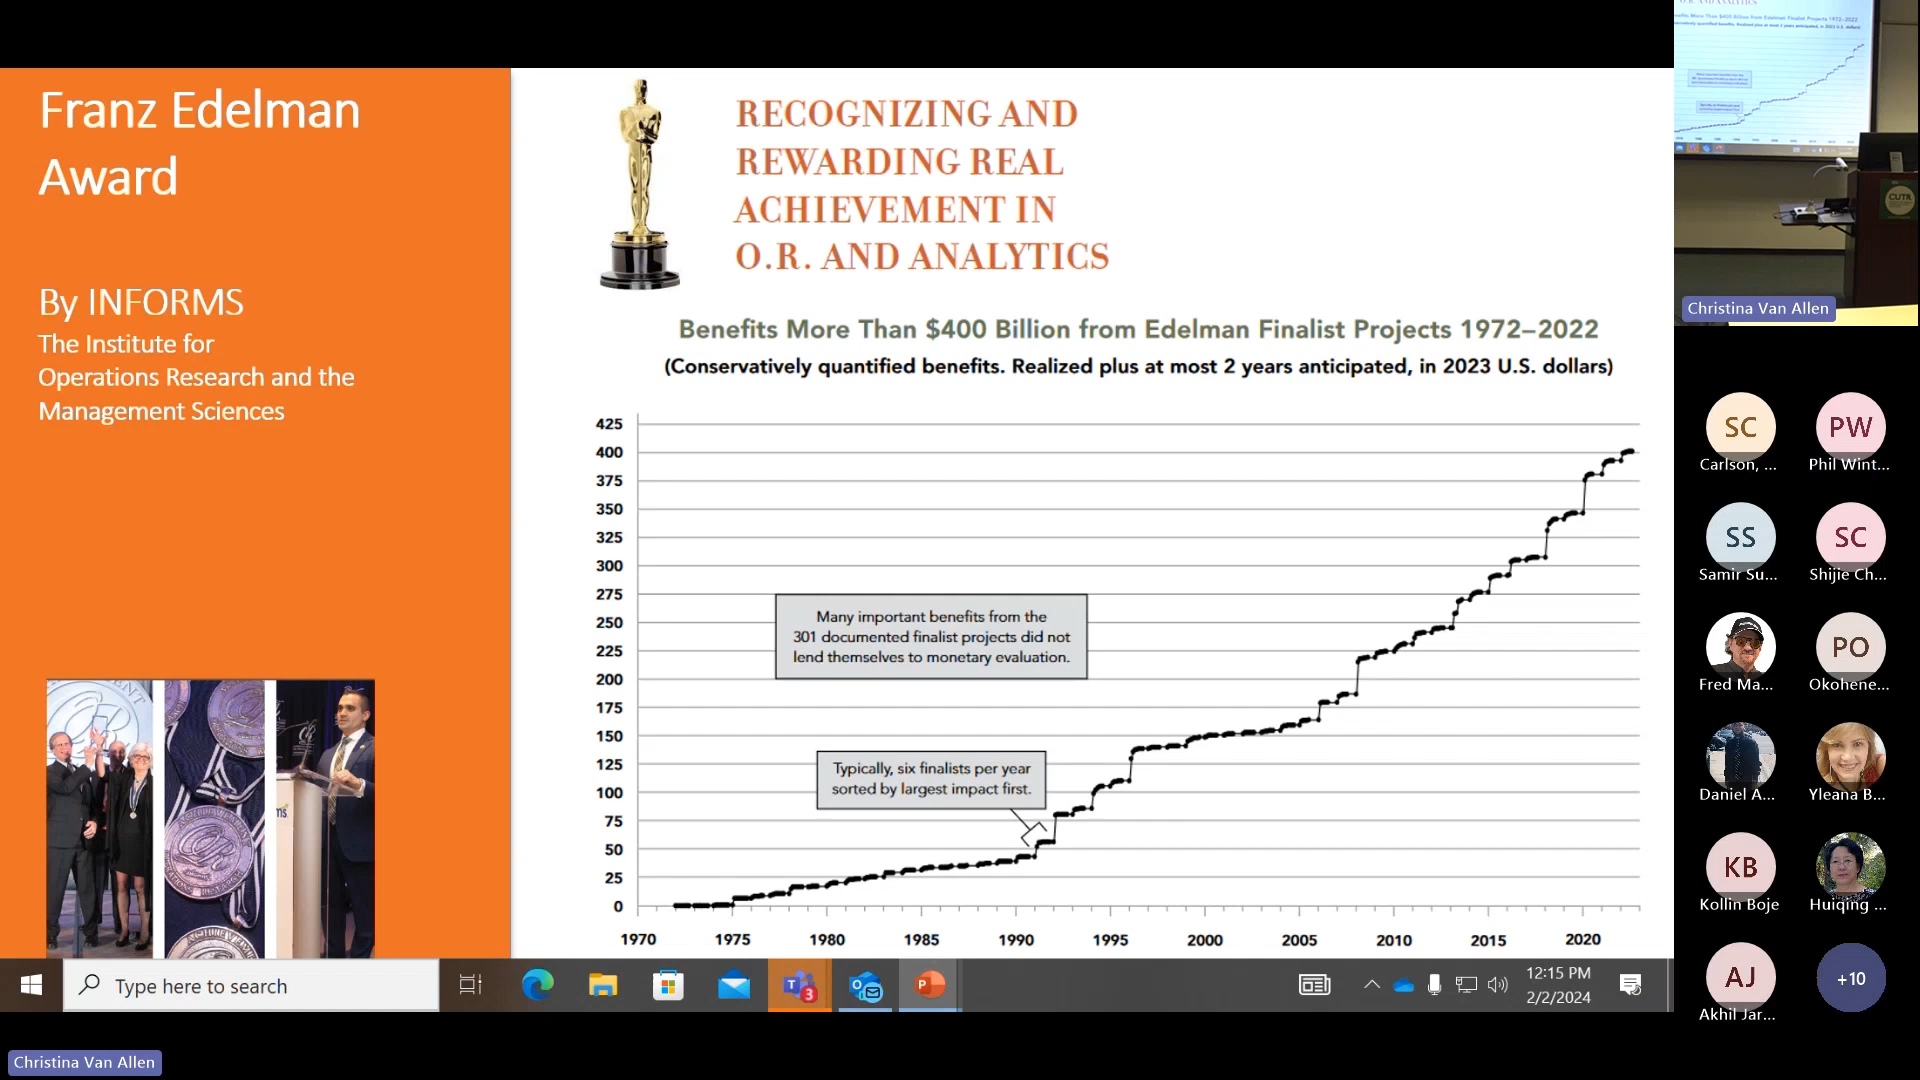 Franz Edelman
Award
By INFORMS
The Institute for
Operations Research and the
Management Sciences
RECOGNIZING AND
REWARDING REAL
ACHIEVEMENT IN
O.R. AND ANALYTICS
Benefits More Than $400 Billion from Edelman Finalist Projects 1972–2022
(Conservatively quantified benefits. Realized plus at most 2 years anticipated, in 2023 U.S. dollars)
425
400
375
350
325
300
275
250
225
200
175
150
125
100
75
50
25
0
Many important benefits from the
301 documented finalist projects did not
lend themselves to monetary evaluation.
Typically, six finalists per year
sorted by largest impact first.
1970 1975 1980 1985 1990 1995 2000 2005 2010 2015 2020
Type here to search
T 3
P
12:15 PM
2/2/2024
Christina Van Allen
CUTR
Christina Van Allen
SC PW
Carlson, ... Phil Wint...
SS SC
Samir Su... Shijie Ch...
PO
Fred Ma... Okohene...
Daniel A... Yleana B...
KB
Kollin Boje Huiqing ...
AJ +10
Akhil Jar...